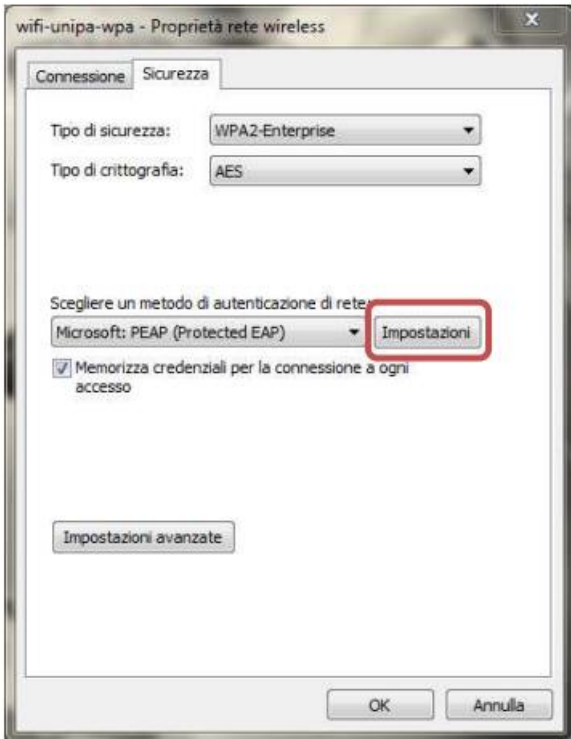 wifi-unipa-wpa - Proprietà rete wireless
Connessione Sicurezza
Tipo di sicurezza: WPA2-Enterprise
Tipo di crittografia: AES
Scegliere un metodo di autenticazione di rete:
Microsoft: PEAP (Protected EAP) Impostazioni
Memorizza credenziali per la connessione a ogni
accesso
Impostazioni avanzate
OK Annulla